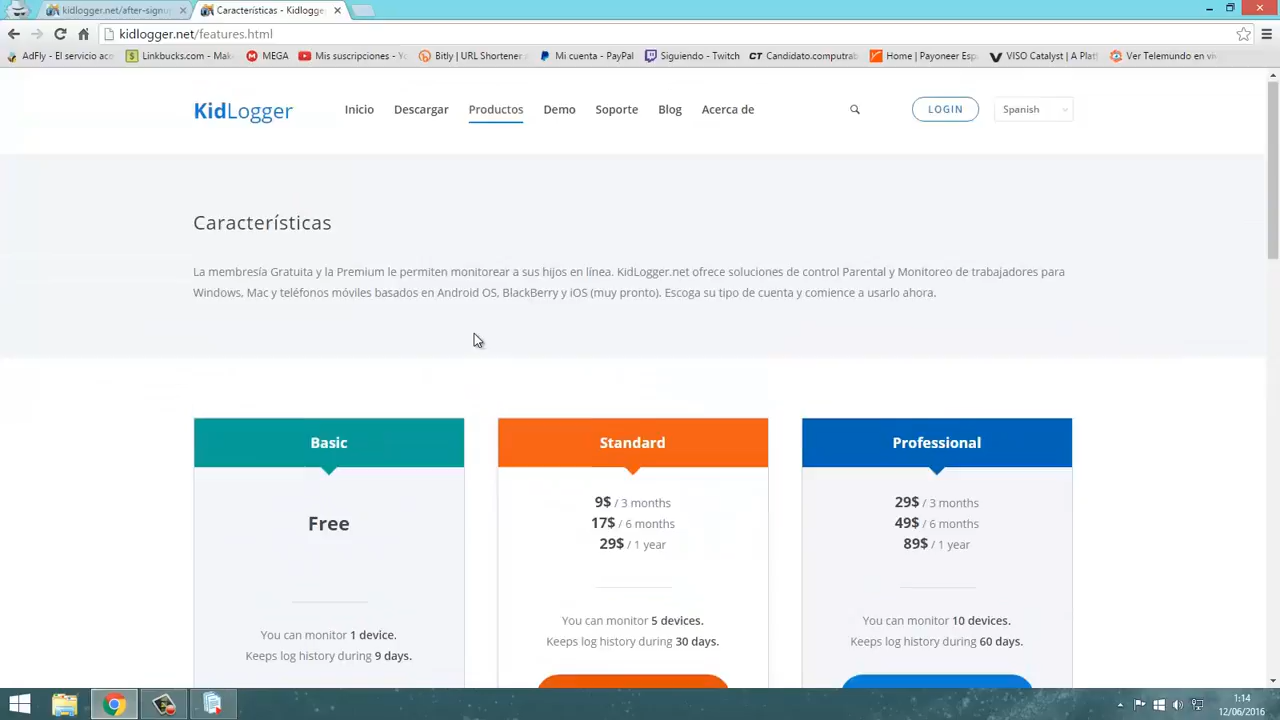 kidlogger.net/after-signu
Características - Kidlogge
kidlogger.net/features.html
AdFly - El servicio aco
Linkbucks.com - Mak
MEGA
Mis suscripciones - Yo
Bitly | URL Shortener
Mi cuenta - PayPal
Siguiendo - Twitch
Candidato.computrab
Home | Payoneer Esp
VISO Catalyst | A Plat
Ver Telemundo en viv
KidLogger
Inicio
Descargar
Productos
Demo
Soporte
Blog
Acerca de
LOGIN
Spanish
Características
La membresía Gratuita y la Premium le permiten monitorear a sus hijos en línea. KidLogger.net ofrece soluciones de control Parental y Monitoreo de trabajadores para
Windows, Mac y teléfonos móviles basados en Android OS, BlackBerry y iOS (muy pronto). Escoga su tipo de cuenta y comience a usarlo ahora.
Basic
Free
You can monitor 1 device.
Keeps log history during 9 days.
Standard
9$ / 3 months
17$ / 6 months
29$ / 1 year
You can monitor 5 devices.
Keeps log history during 30 days.
Professional
29$ / 3 months
49$ / 6 months
89$ / 1 year
You can monitor 10 devices.
Keeps log history during 60 days.
1:14
12/06/2016